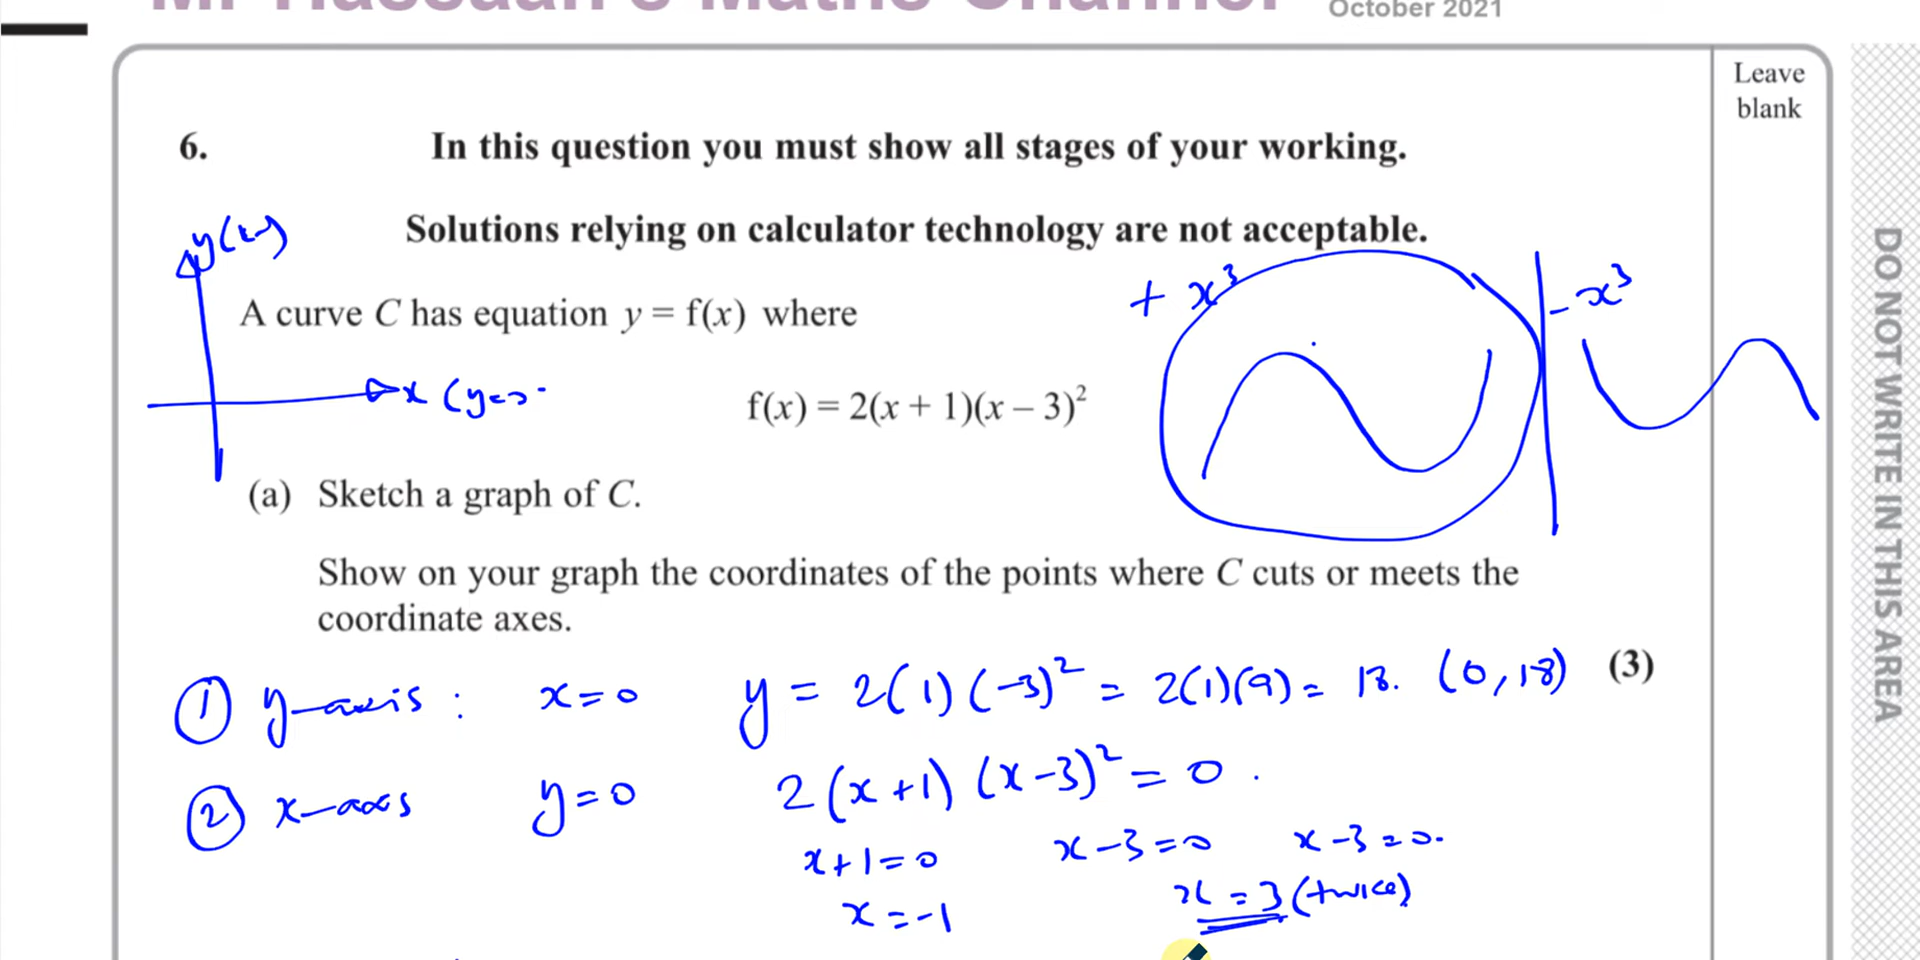 October 2021
Leave
blank
6. In this question you must show all stages of your working.
Solutions relying on calculator technology are not acceptable.
A curve C has equation y = f(x) where
+ x³
- x³
x (y=0
f(x) = 2(x + 1)(x – 3)²
(a) Sketch a graph of C.
Show on your graph the coordinates of the points where C cuts or meets the
coordinate axes.
(3)
① y-axis : x=0 y = 2(1)(-3)² = 2(1)(9) = 18. (0,18)
② x-axis y=0 2(x+1)(x-3)² = 0.
x+1=0 x-3=0 x-3=0.
x=-1 x=3 (twice)
DO NOT WRITE IN THIS AREA